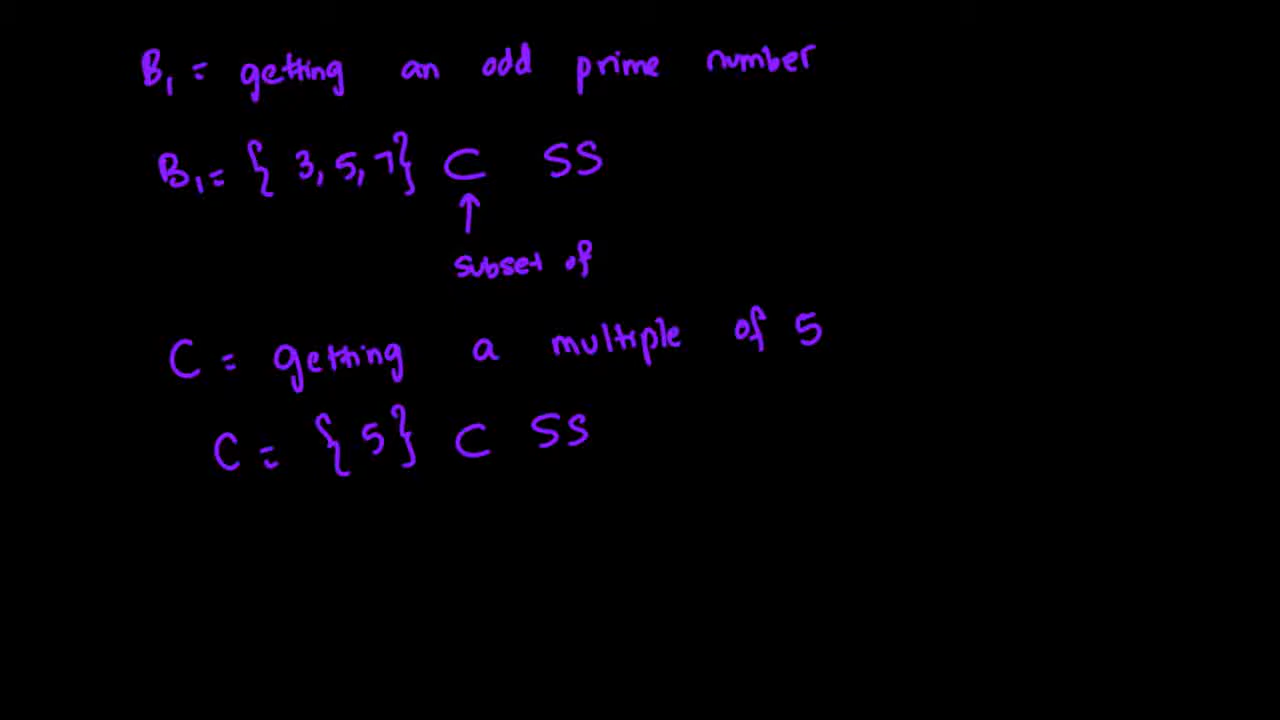 B₁ = getting an odd prime number
B₁ = { 3, 5, 7} ⊂ SS
↑
subset of
C = getting a multiple of 5
C = {5} ⊂ SS